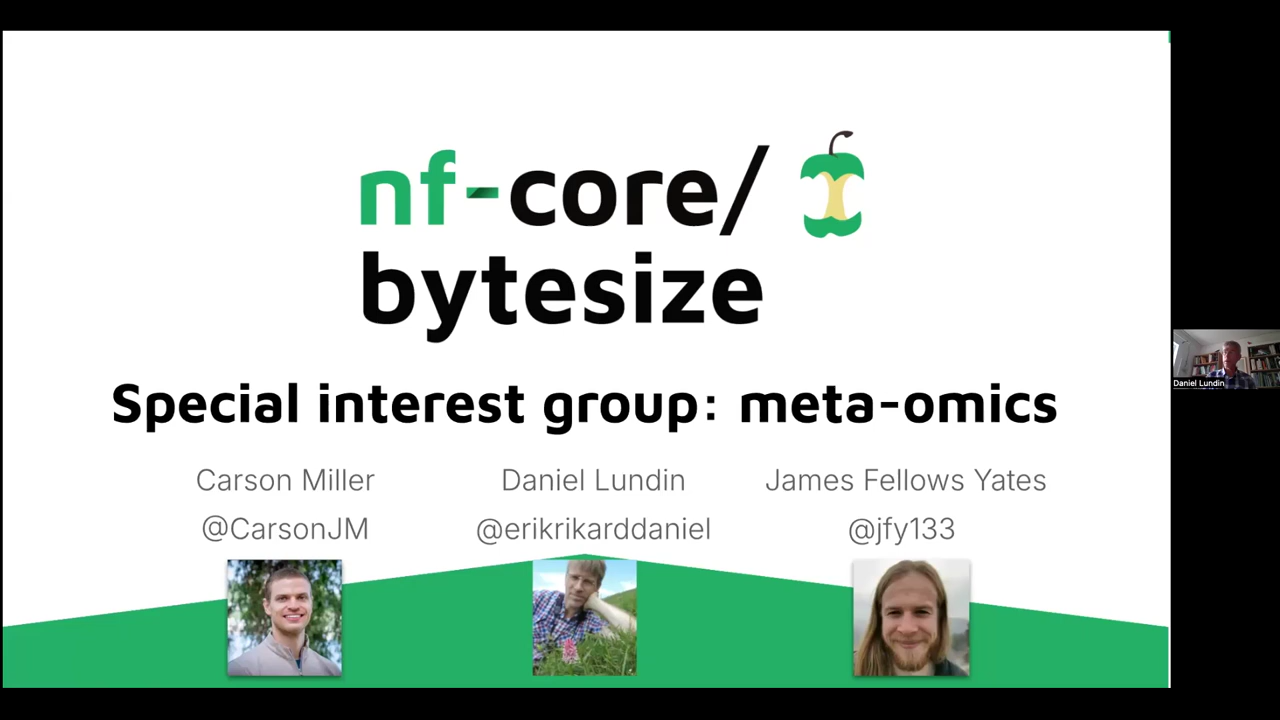 nf-core/
bytesize
Special interest group: meta-omics
Carson Miller
@CarsonJM
Daniel Lundin
@erikrikarddaniel
James Fellows Yates
@jfy133
Daniel Lundin